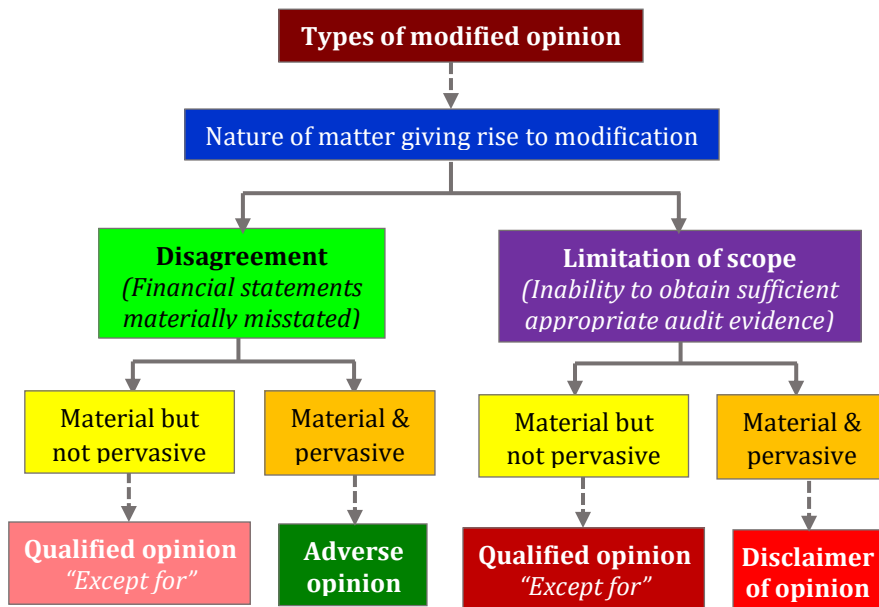 Types of modified opinion
Nature of matter giving rise to modification
Disagreement
(Financial statements
materially misstated)
Limitation of scope
(Inability to obtain sufficient
appropriate audit evidence)
Material but
not pervasive
Material &
pervasive
Material but
not pervasive
Material &
pervasive
Qualified opinion
“Except for”
Adverse
opinion
Qualified opinion
“Except for”
Disclaimer
of opinion